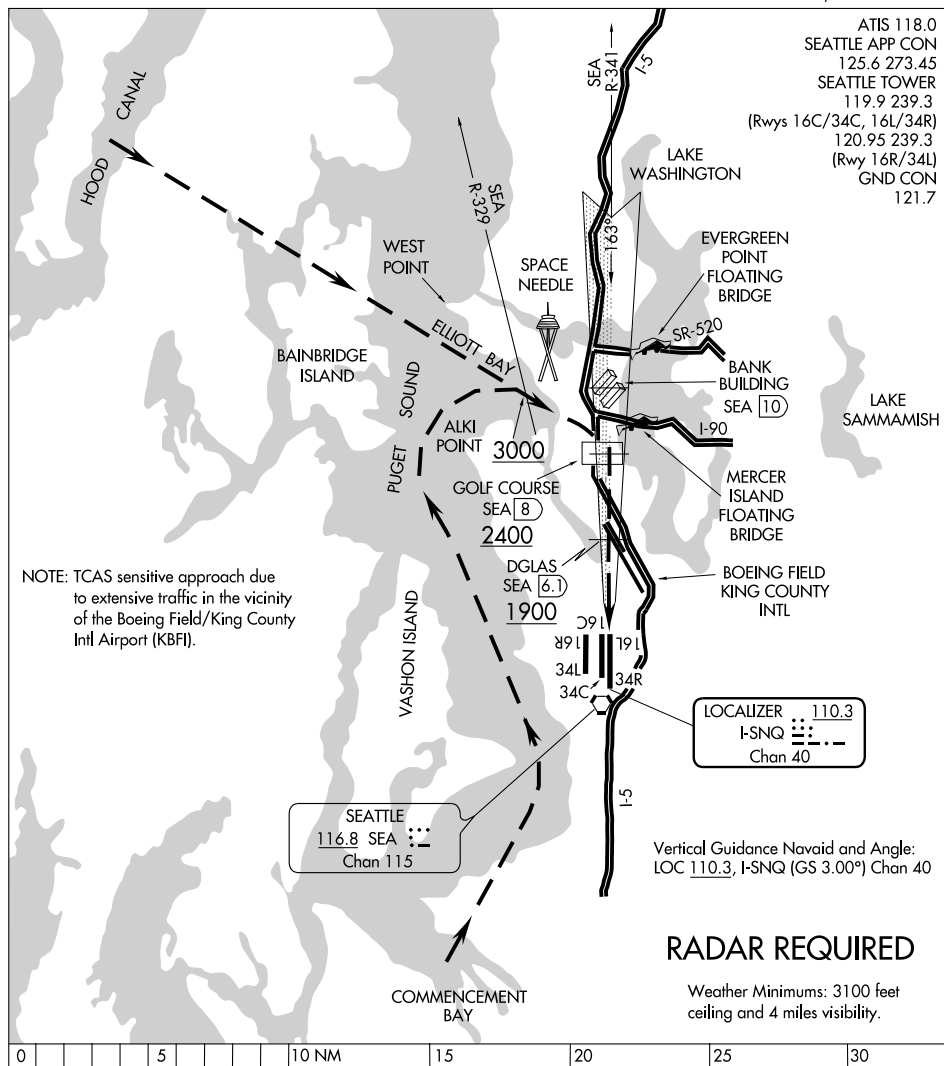 ATIS 118.0
SEATTLE APP CON
125.6 273.45
SEATTLE TOWER
119.9 239.3
(Rwys 16C/34C, 16L/34R)
120.95 239.3
(Rwy 16R/34L)
GND CON
121.7
HOOD CANAL
SEA
R-341
I-5
SEA
R-329
LAKE
WASHINGTON
163°
WEST
POINT
SPACE
NEEDLE
EVERGREEN
POINT
FLOATING
BRIDGE
SR-520
ELLIOTT BAY
BAINBRIDGE
ISLAND
BANK
BUILDING
SEA 10
LAKE
SAMMAMISH
PUGET SOUND
ALKI
POINT
3000
I-90
GOLF COURSE
SEA 8
2400
MERCER
ISLAND
FLOATING
BRIDGE
DGLAS
SEA 6.1
1900
BOEING FIELD
KING COUNTY
INTL
NOTE: TCAS sensitive approach due
to extensive traffic in the vicinity
of the Boeing Field/King County
Intl Airport (KBFI).
VASHON ISLAND
16R
16C
16L
34L
34C
34R
LOCALIZER 110.3
I-SNQ
Chan 40
I-5
SEATTLE
116.8 SEA
Chan 115
Vertical Guidance Navaid and Angle:
LOC 110.3, I-SNQ (GS 3.00°) Chan 40
RADAR REQUIRED
COMMENCEMENT
BAY
Weather Minimums: 3100 feet
ceiling and 4 miles visibility.
0 5 10 NM 15 20 25 30